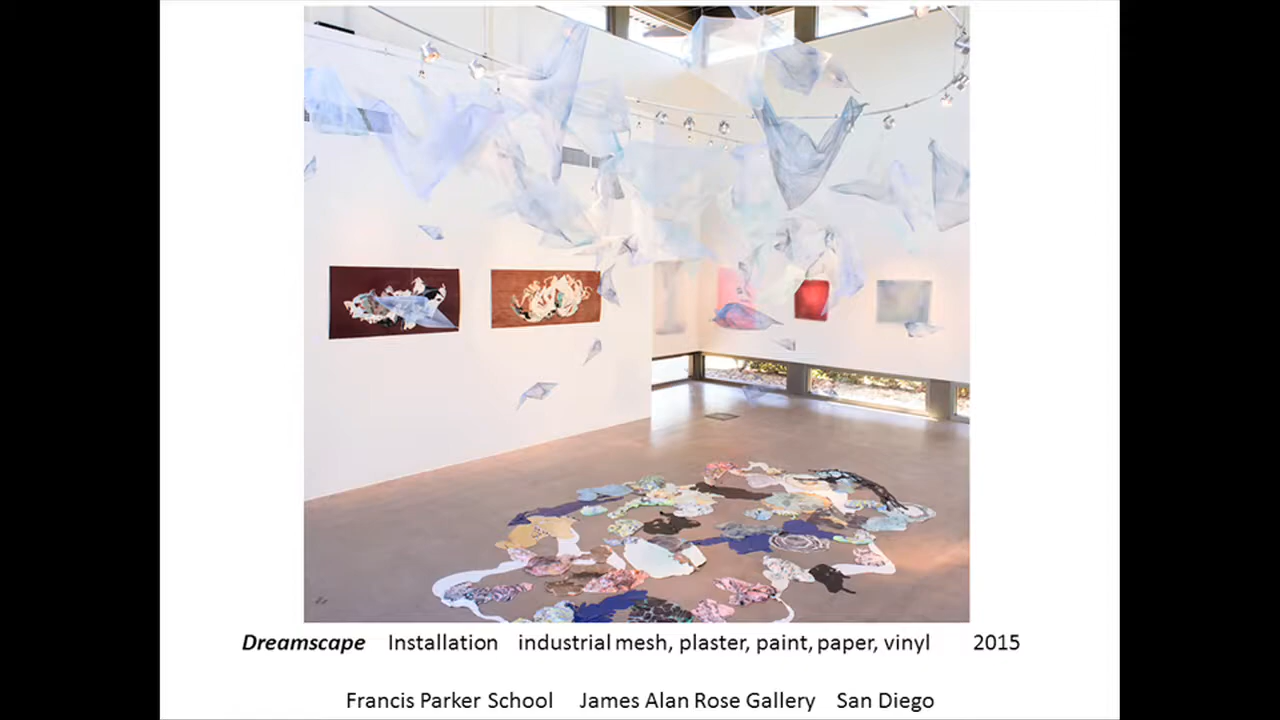 Dreamscape Installation industrial mesh, plaster, paint, paper, vinyl 2015
Francis Parker School James Alan Rose Gallery San Diego